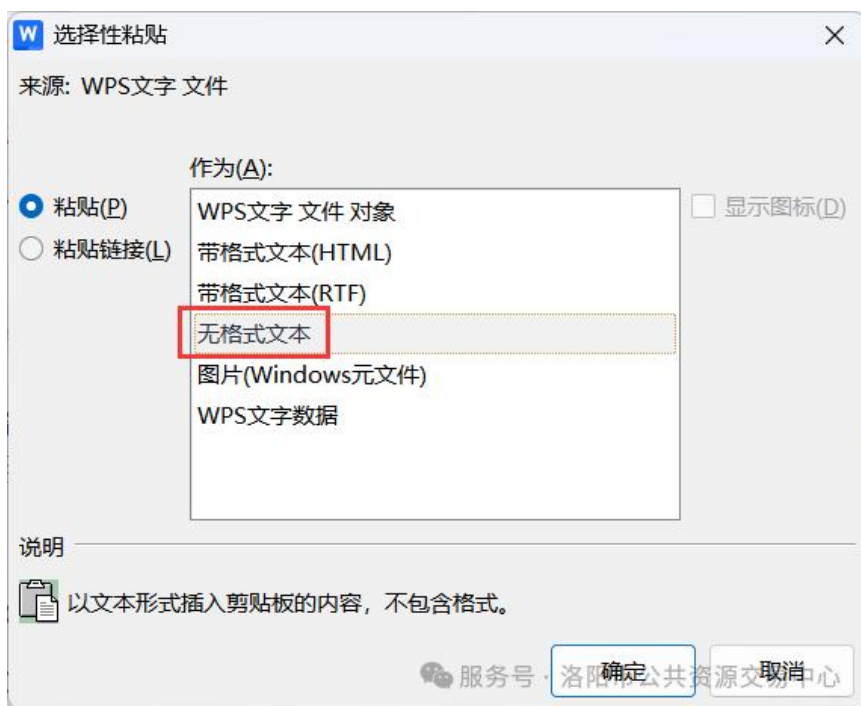 W 选择性粘贴
来源: WPS文字 文件
作为(A):
粘贴(P)
粘贴链接(L)
WPS文字 文件 对象
带格式文本(HTML)
带格式文本(RTF)
无格式文本
图片(Windows元文件)
WPS文字数据
显示图标(D)
说明
以文本形式插入剪贴板的内容，不包含格式。
确定 取消
服务号 · 洛阳市公共资源交易中心